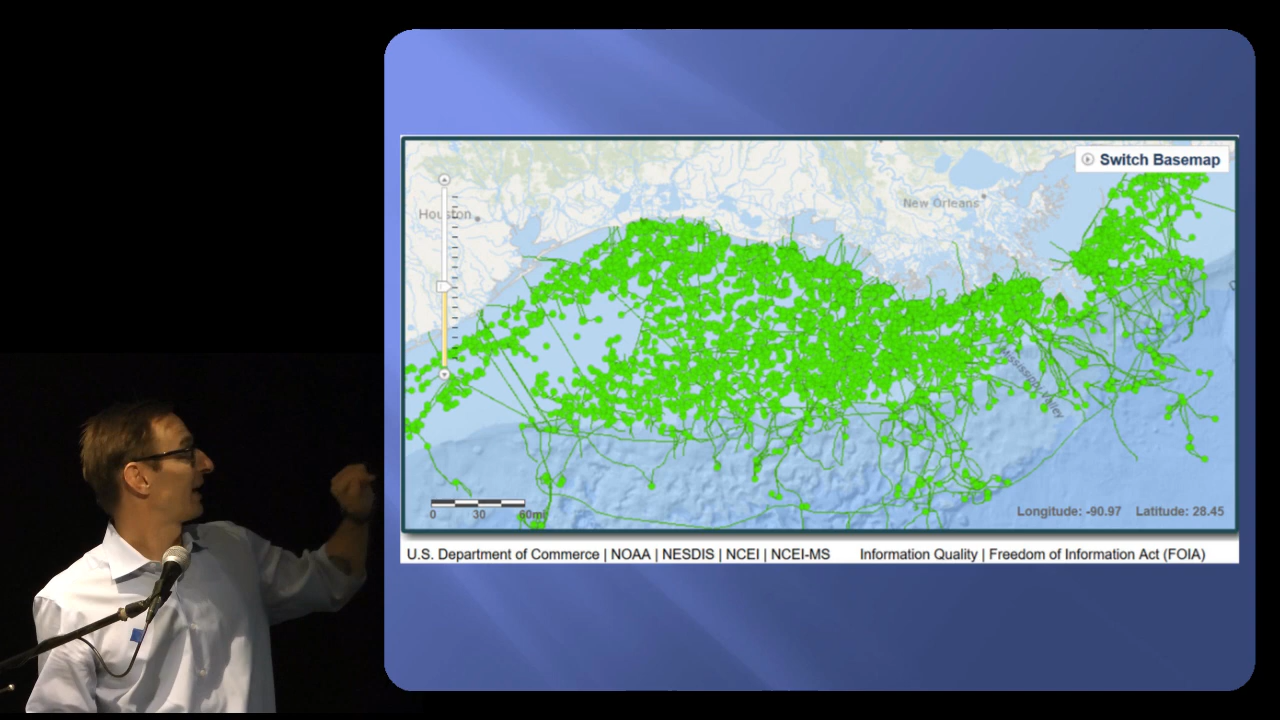 Switch Basemap
Houston
New Orleans
Mississippi Valley
0 30 60mi
Longitude: -90.97 Latitude: 28.45
U.S. Department of Commerce | NOAA | NESDIS | NCEI | NCEI-MS Information Quality | Freedom of Information Act (FOIA)